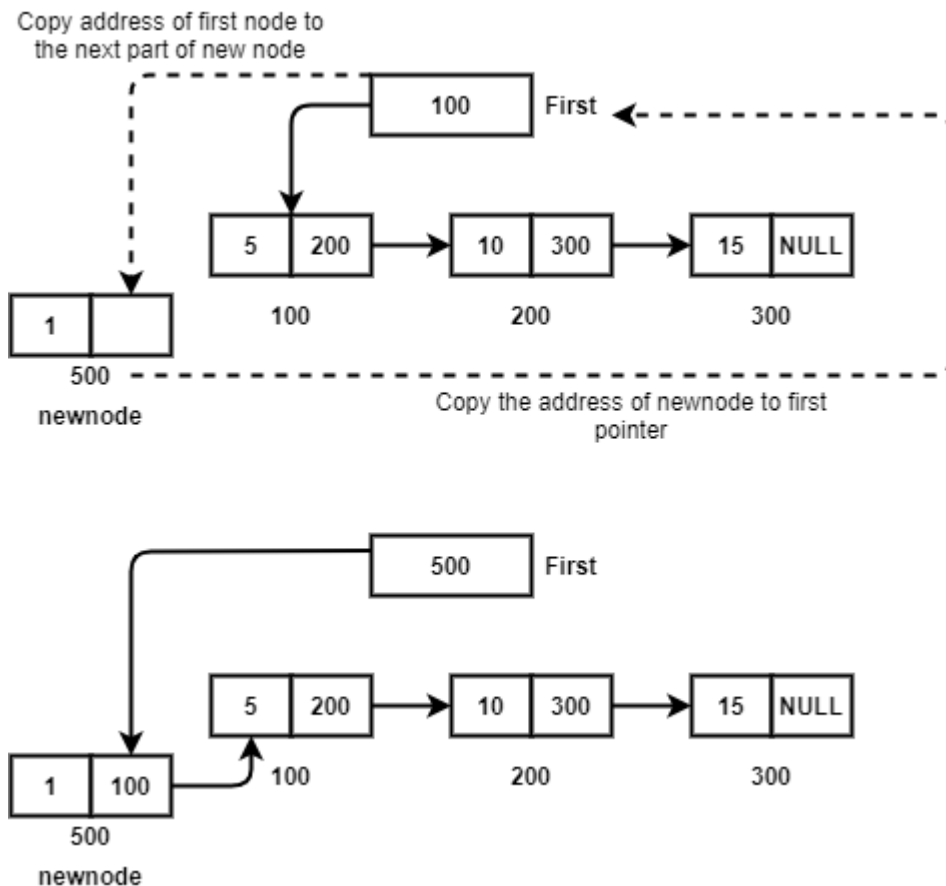 Copy address of first node to
the next part of new node
100 First
5 200 10 300 15 NULL
1
100 200 300
500
newnode
Copy the address of newnode to first
pointer
500 First
5 200 10 300 15 NULL
1 100
100 200 300
500
newnode